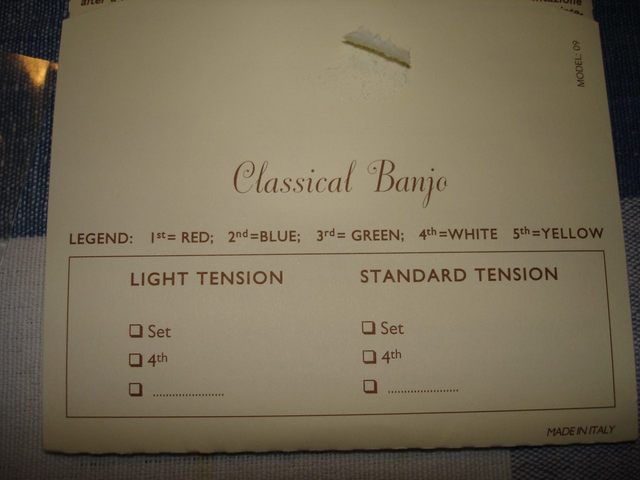 MODEL: 09
Classical Banjo
LEGEND: 1st= RED; 2nd=BLUE; 3rd= GREEN; 4th=WHITE 5th=YELLOW
LIGHT TENSION STANDARD TENSION
❑ Set ❑ Set
❑ 4th ❑ 4th
❑ ........................ ❑ ........................
MADE IN ITALY